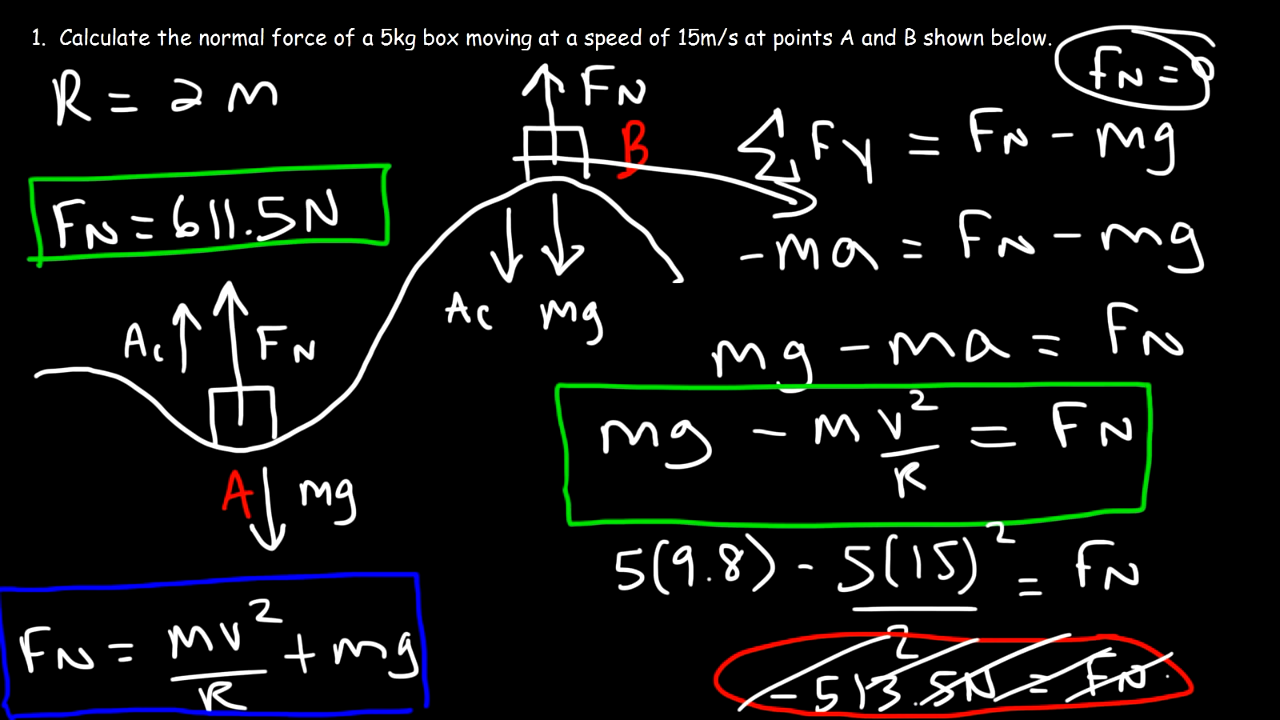 1. Calculate the normal force of a 5kg box moving at a speed of 15m/s at points A and B shown below.
R = 2 m
FN = 0
FN
B
ΣFy = FN - mg
FN = 611.5N
-ma = FN - mg
Ac mg
Ac FN
mg - ma = FN
mg - m v²/R = FN
A mg
5(9.8) - 5(15)²/2 = FN
FN = mv²/R + mg
-513.5N = FN